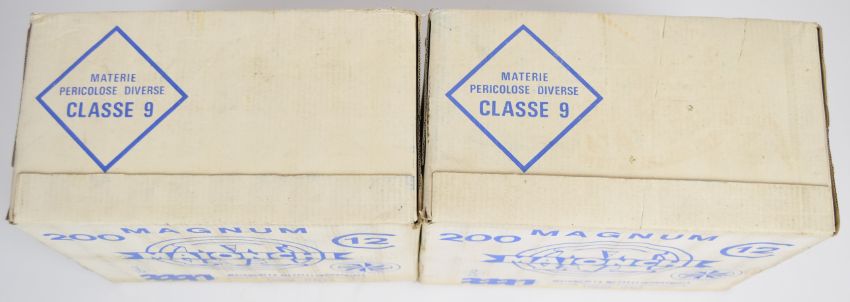 MATERIE
PERICOLOSE DIVERSE
CLASSE 9
MATERIE
PERICOLOSE DIVERSE
CLASSE 9
200 MAGNUM 12
200 MAGNUM 12